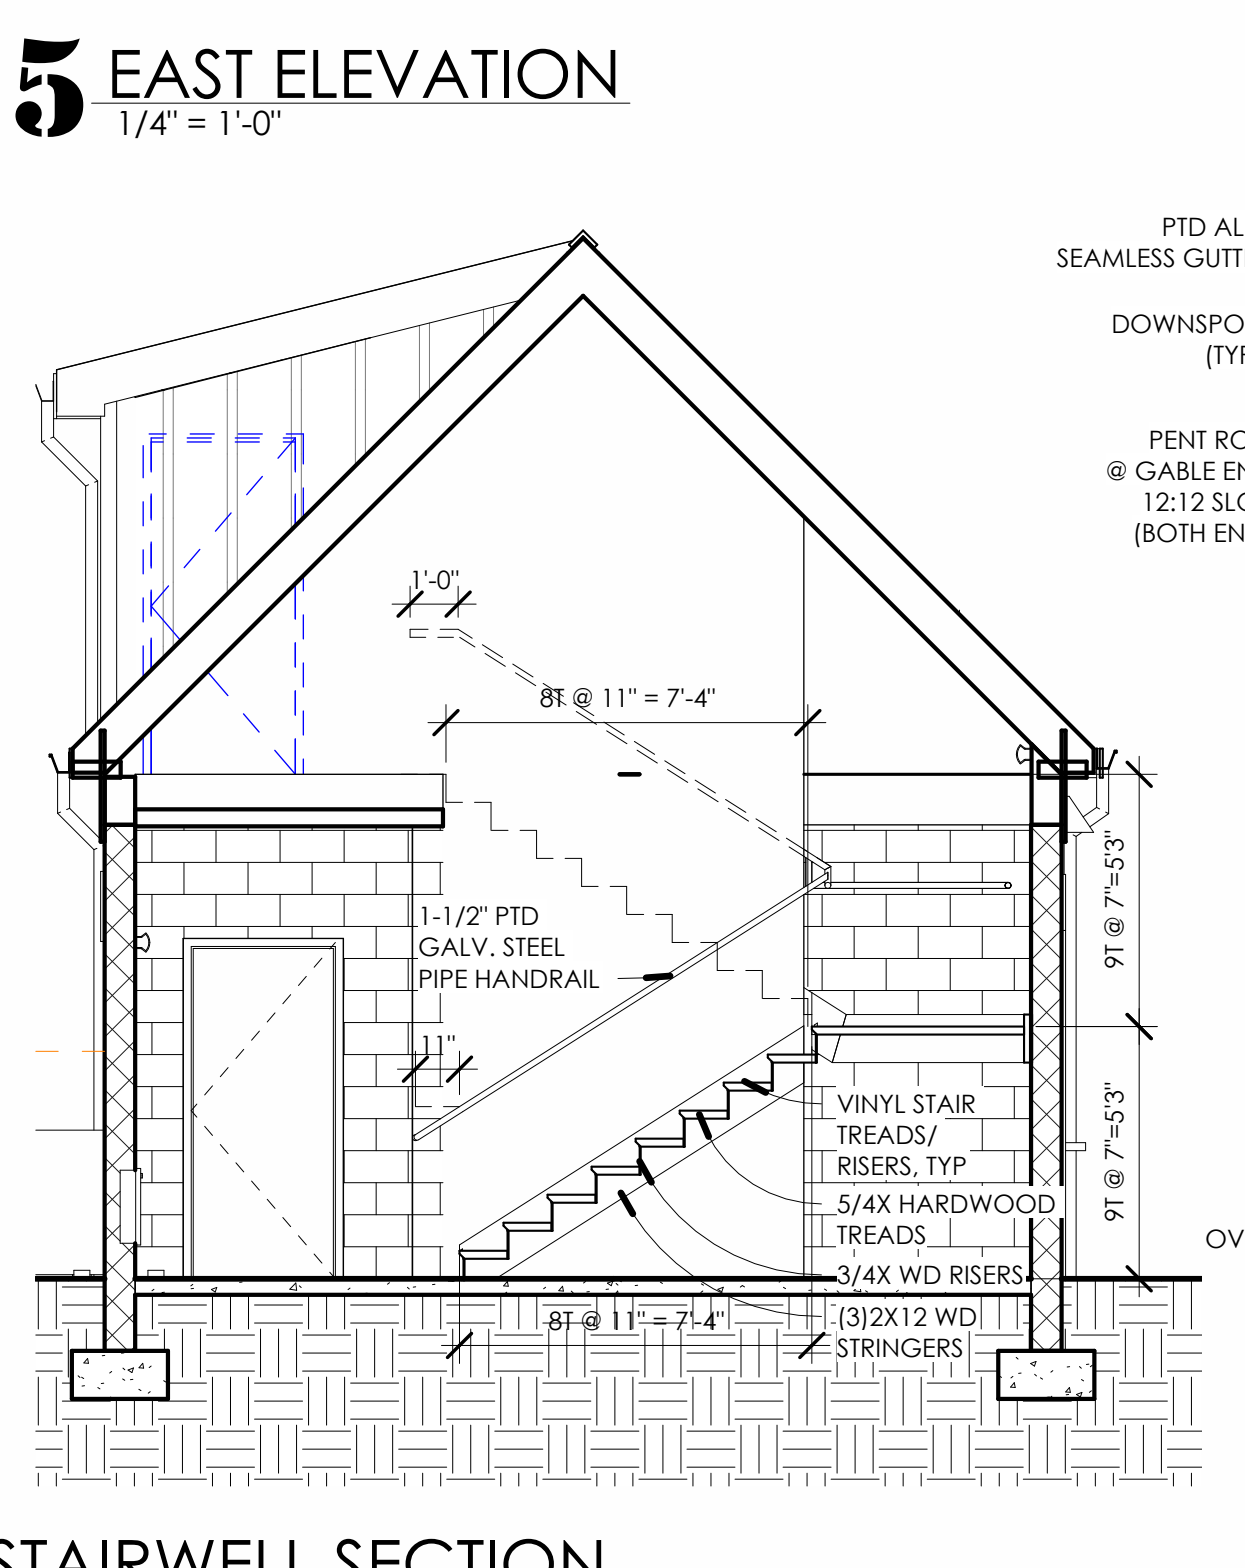 5 EAST ELEVATION
1/4" = 1'-0"
PTD AL
SEAMLESS GUTT
DOWNSPO
(TYP
PENT RO
@ GABLE EN
12:12 SLO
(BOTH EN
1'-0"
8T @ 11" = 7'-4"
9T @ 7"=5'3"
1-1/2" PTD
GALV. STEEL
PIPE HANDRAIL
11"
VINYL STAIR
TREADS/
RISERS, TYP
5/4X HARDWOOD
TREADS
9T @ 7"=5'3"
OV
3/4X WD RISERS
(3)2X12 WD
STRINGERS
8T @ 11" = 7'-4"
STAIRWELL SECTION